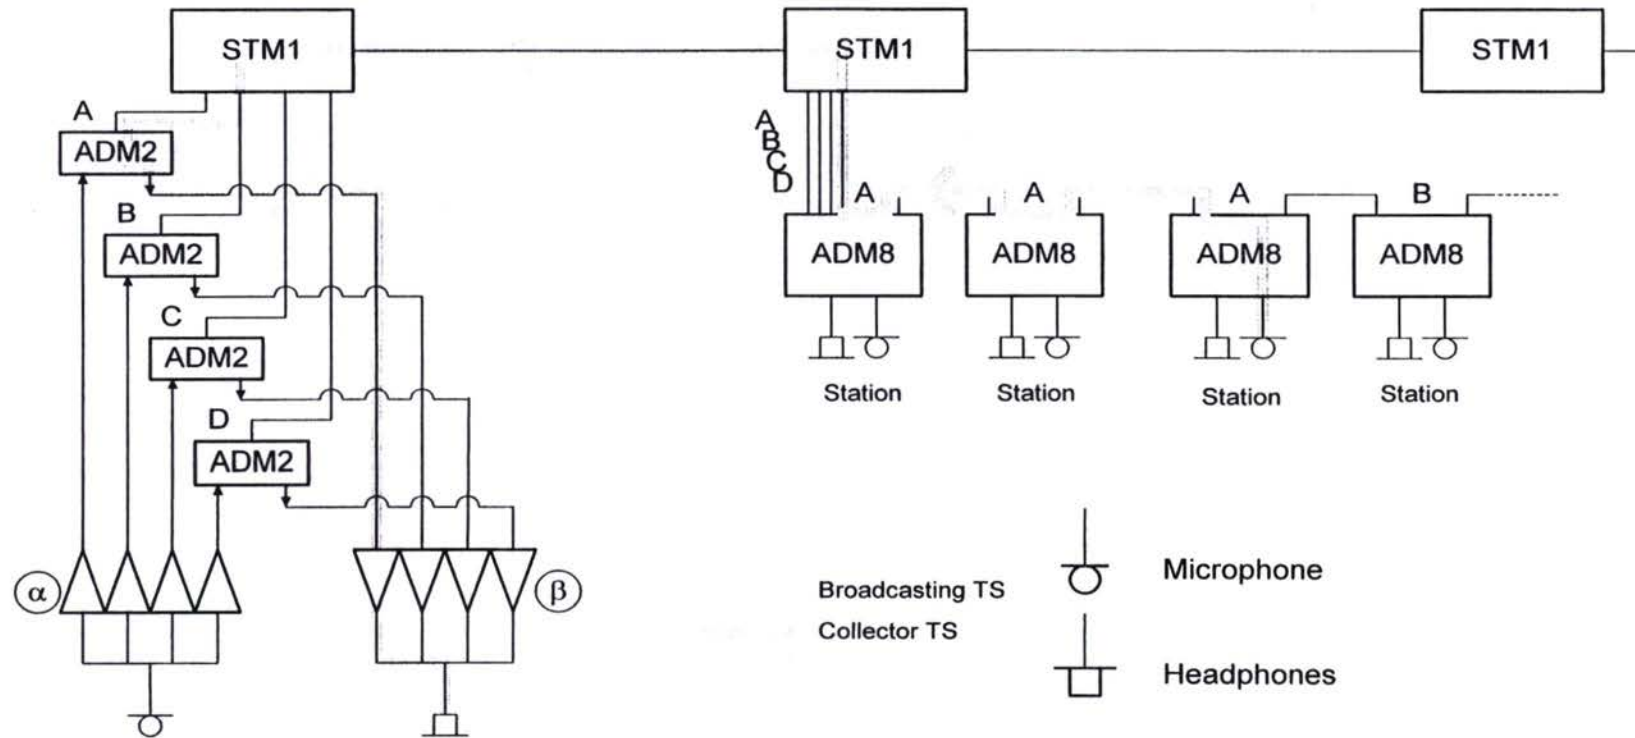 STM1
STM1
STM1
A
ADM2
B
ADM2
C
ADM2
D
ADM2
A
B
C
D
A
ADM8
A
ADM8
A
ADM8
B
ADM8
Station
Station
Station
Station
α
β
Broadcasting TS
Collector TS
Microphone
Headphones